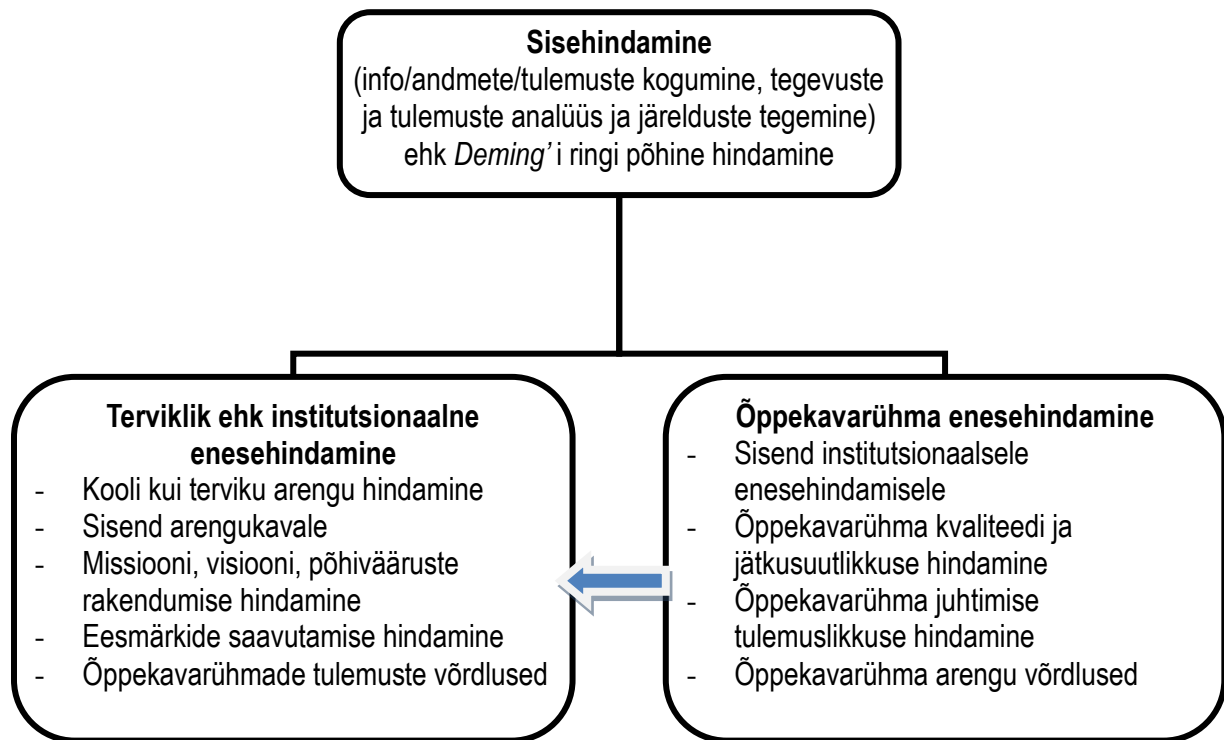 Sisehindamine
(info/andmete/tulemuste kogumine, tegevuste
ja tulemuste analüüs ja järelduste tegemine)
ehk Deming’ i ringi põhine hindamine
Terviklik ehk institutsionaalne
enesehindamine
- Kooli kui terviku arengu hindamine
- Sisend arengukavale
- Missiooni, visiooni, põhivääruste
rakendumise hindamine
- Eesmärkide saavutamise hindamine
- Õppekavarühmade tulemuste võrdlused
Õppekavarühma enesehindamine
- Sisend institutsionaalsele
enesehindamisele
- Õppekavarühma kvaliteedi ja
jätkusuutlikkuse hindamine
- Õppekavarühma juhtimise
tulemuslikkuse hindamine
- Õppekavarühma arengu võrdlused